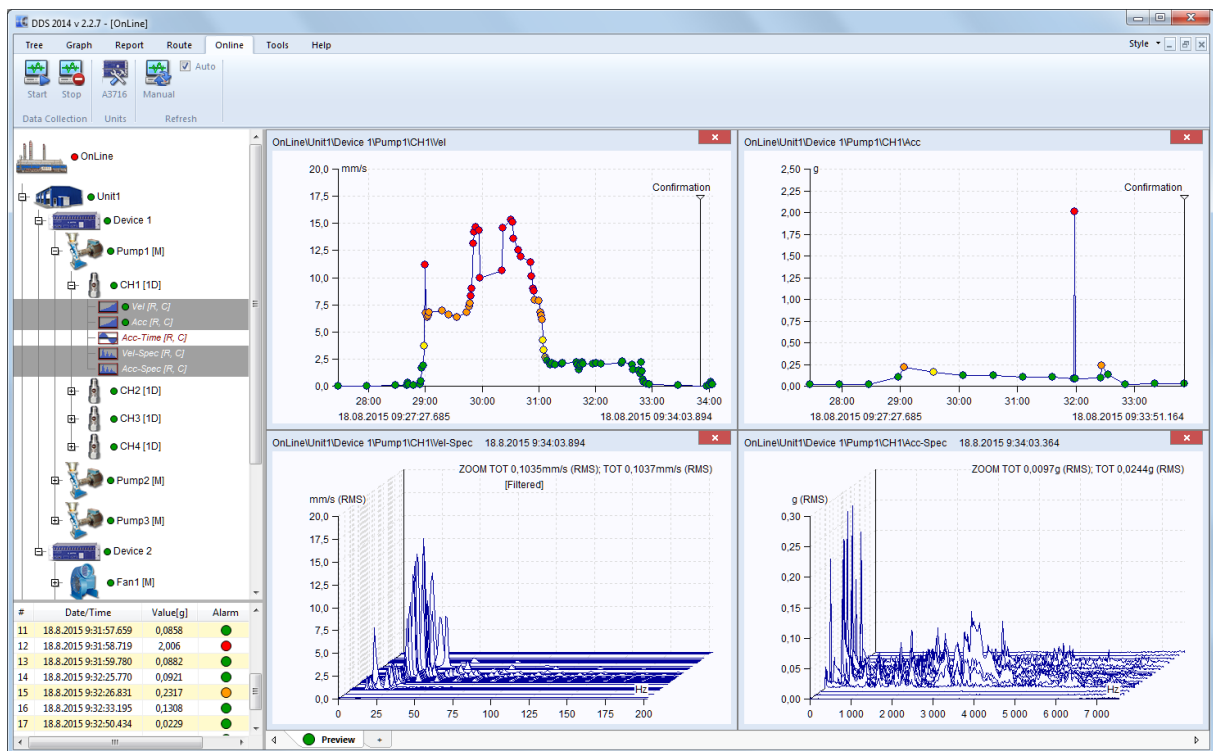 DDS 2014 v 2.2.7 - [OnLine]
Tree Graph Report Route Online Tools Help Style
Auto
Start Stop A3716 Manual
Data Collection Units Refresh
OnLine
Unit1
Device 1
Pump1 [M]
CH1 [1D]
Vel [R, C]
Acc [R, C]
Acc-Time [R, C]
Vel-Spec [R, C]
Acc-Spec [R, C]
CH2 [1D]
CH3 [1D]
CH4 [1D]
Pump2 [M]
Pump3 [M]
Device 2
Fan1 [M]
# Date/Time Value[g] Alarm
11 18.8.2015 9:31:57.659 0,0858
12 18.8.2015 9:31:58.719 2,006
13 18.8.2015 9:31:59.780 0,0882
14 18.8.2015 9:32:25.770 0,0921
15 18.8.2015 9:32:26.831 0,2317
16 18.8.2015 9:32:33.195 0,1308
17 18.8.2015 9:32:50.434 0,0229
OnLine\Unit1\Device 1\Pump1\CH1\Vel
20,0 mm/s
Confirmation
17,5
15,0
12,5
10,0
7,5
5,0
2,5
0,0
28:00 29:00 30:00 31:00 32:00 33:00 34:00
18.08.2015 09:27:27.685 18.08.2015 09:34:03.894
OnLine\Unit1\Device 1\Pump1\CH1\Acc
2,50 g
2,25
Confirmation
2,00
1,75
1,50
1,25
1,00
0,75
0,50
0,25
0,00
28:00 29:00 30:00 31:00 32:00 33:00
18.08.2015 09:27:27.685 18.08.2015 09:33:51.164
OnLine\Unit1\Device 1\Pump1\CH1\Vel-Spec 18.8.2015 9:34:03.894
ZOOM TOT 0,1035mm/s (RMS); TOT 0,1037mm/s (RMS)
[Filtered]
mm/s (RMS)
20,0
17,5
15,0
12,5
10,0
7,5
5,0
2,5
0,0
Hz
0 25 50 75 100 125 150 175 200
OnLine\Unit1\Device 1\Pump1\CH1\Acc-Spec 18.8.2015 9:34:03.364
ZOOM TOT 0,0097g (RMS); TOT 0,0244g (RMS)
g (RMS)
0,30
0,25
0,20
0,15
0,10
0,05
0,00
Hz
0 1 000 2 000 3 000 4 000 5 000 6 000 7 000
Preview +